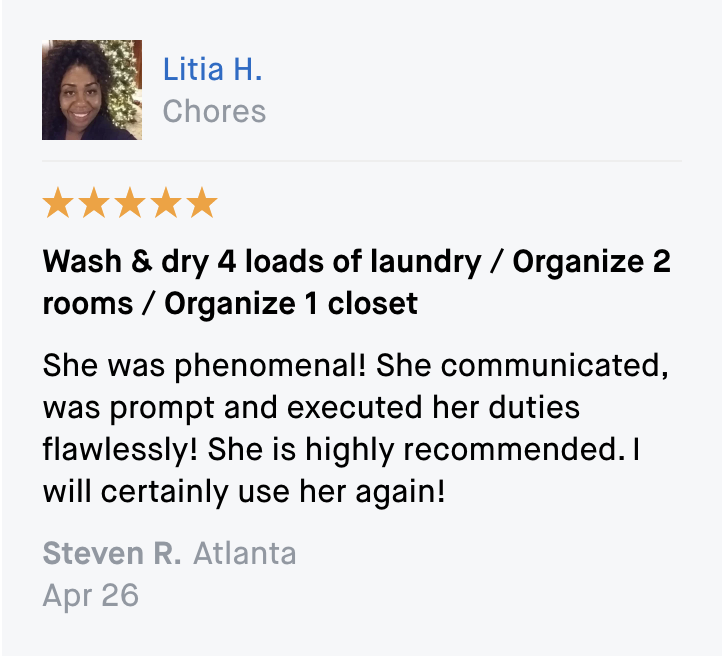 Litia H.
Chores
Wash & dry 4 loads of laundry / Organize 2
rooms / Organize 1 closet
She was phenomenal! She communicated,
was prompt and executed her duties
flawlessly! She is highly recommended. I
will certainly use her again!
Steven R. Atlanta
Apr 26